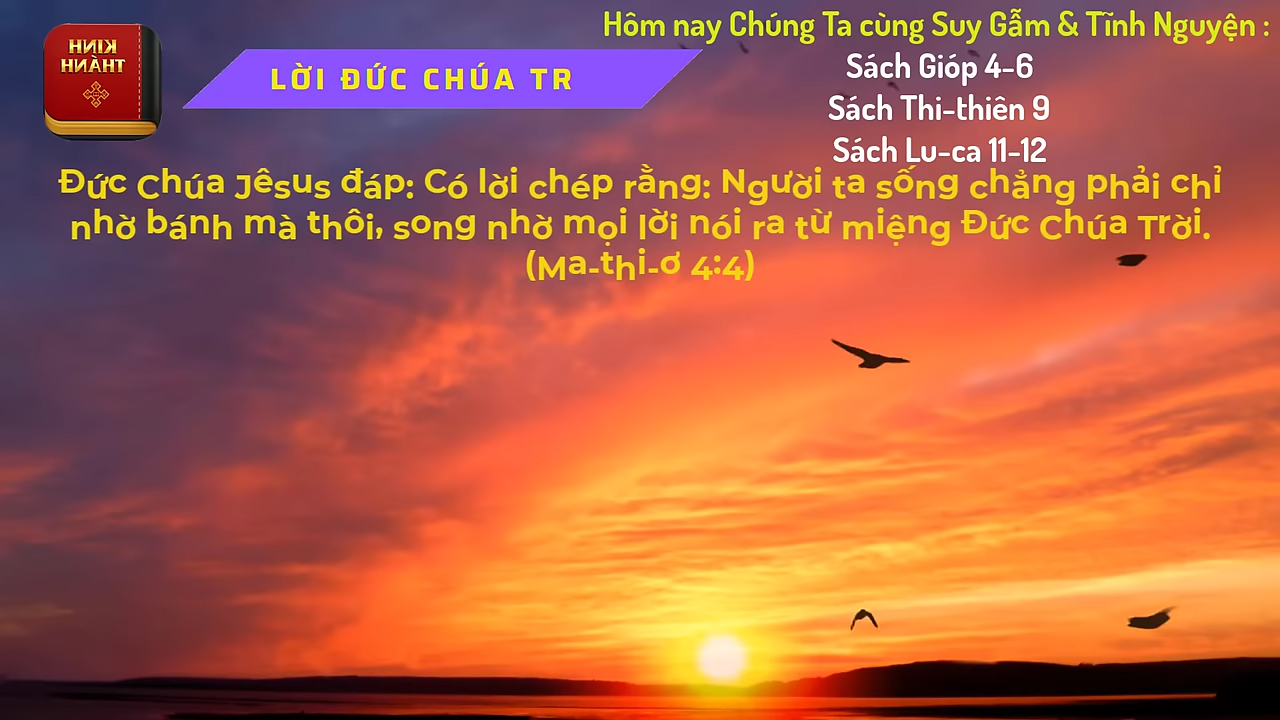 KINH
THÀNH
LỜI ĐỨC CHÚA TR
Hôm nay Chúng Ta cùng Suy Gẫm & Tĩnh Nguyện :
Sách Gióp 4-6
Sách Thi-thiên 9
Sách Lu-ca 11-12
Đức Chúa Jêsus đáp: Có lời chép rằng: Người ta sống chẳng phải chỉ
nhờ bánh mà thôi, song nhờ mọi lời nói ra từ miệng Đức Chúa Trời.
(Ma-thi-ơ 4:4)